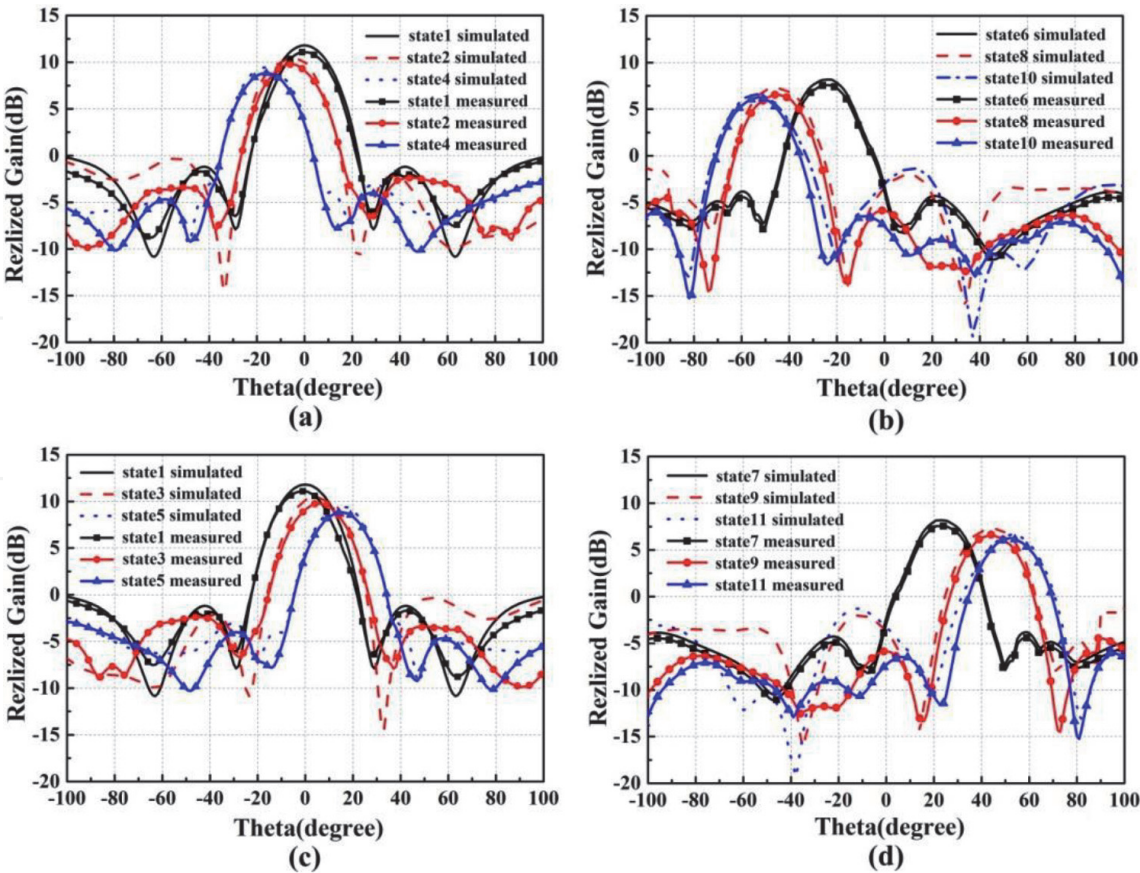 15
10
5
0
-5
-10
-15
-20
Rezlized Gain(dB)
state1 simulated
state2 simulated
state4 simulated
state1 measured
state2 measured
state4 measured
-100 -80 -60 -40 -20 0 20 40 60 80 100
Theta(degree)
(a)
15
10
5
0
-5
-10
-15
-20
Rezlized Gain(dB)
state6 simulated
state8 simulated
state10 simulated
state6 measured
state8 measured
state10 measured
-100 -80 -60 -40 -20 0 20 40 60 80 100
Theta(degree)
(b)
15
10
5
0
-5
-10
-15
-20
Rezlized Gain(dB)
state1 simulated
state3 simulated
state5 simulated
state1 measured
state3 measured
state5 measured
-100 -80 -60 -40 -20 0 20 40 60 80 100
Theta(degree)
(c)
15
10
5
0
-5
-10
-15
-20
Rezlized Gain(dB)
state7 simulated
state9 simulated
state11 simulated
state7 measured
state9 measured
state11 measured
-100 -80 -60 -40 -20 0 20 40 60 80 100
Theta(degree)
(d)